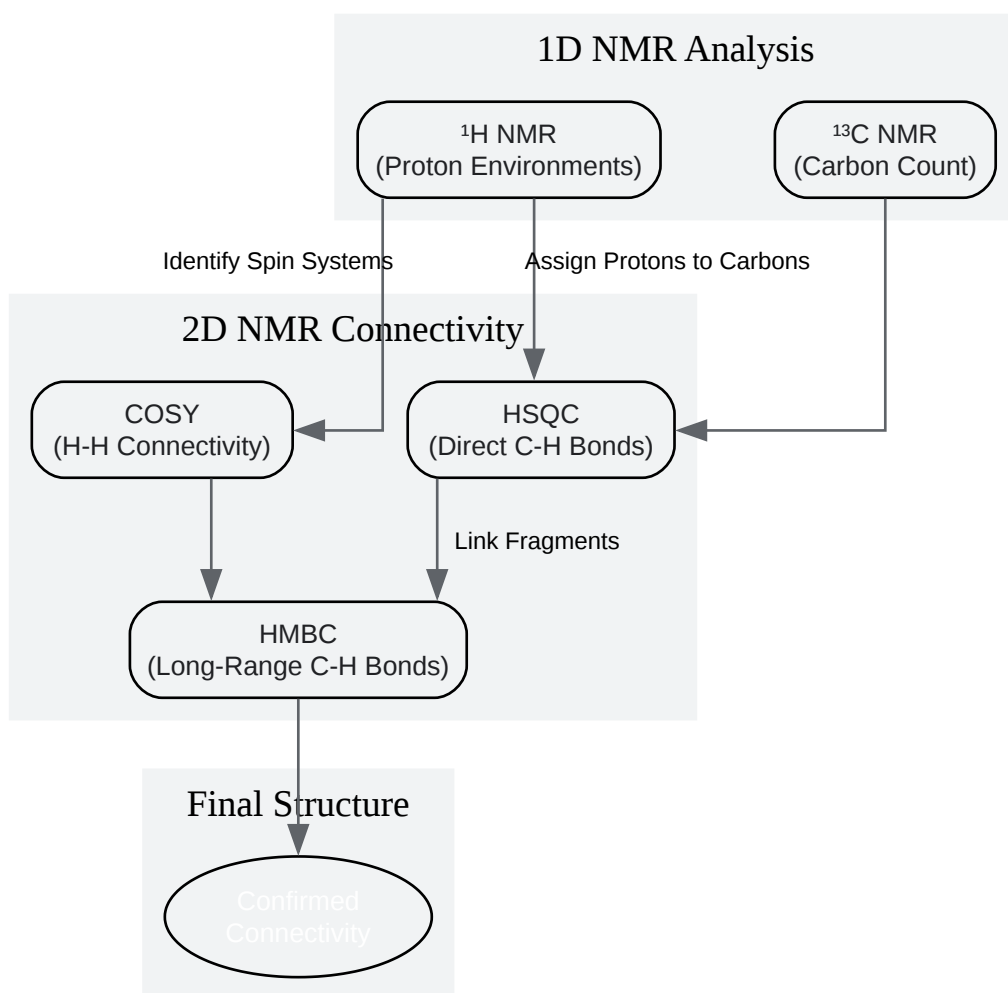 1D NMR Analysis
¹H NMR
(Proton Environments)
¹³C NMR
(Carbon Count)
Identify Spin Systems
Assign Protons to Carbons
2D NMR Connectivity
COSY
(H-H Connectivity)
HSQC
(Direct C-H Bonds)
Link Fragments
HMBC
(Long-Range C-H Bonds)
Final Structure
Confirmed
Connectivity